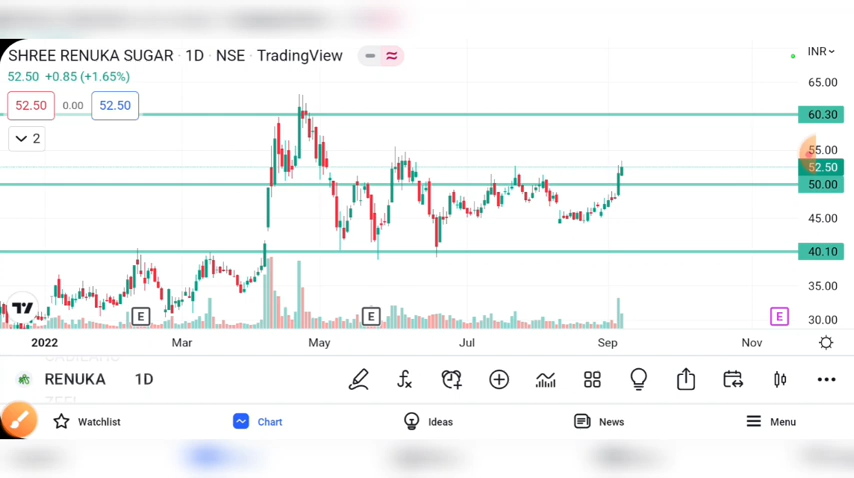 SHREE RENUKA SUGAR · 1D · NSE · TradingView
INR
52.50 +0.85 (+1.65%)
65.00
52.50 0.00 52.50
60.30
2
55.00
52.50
50.00
45.00
40.10
35.00
30.00
E E E
2022 Mar May Jul Sep Nov
RENUKA 1D
Watchlist Chart Ideas News Menu